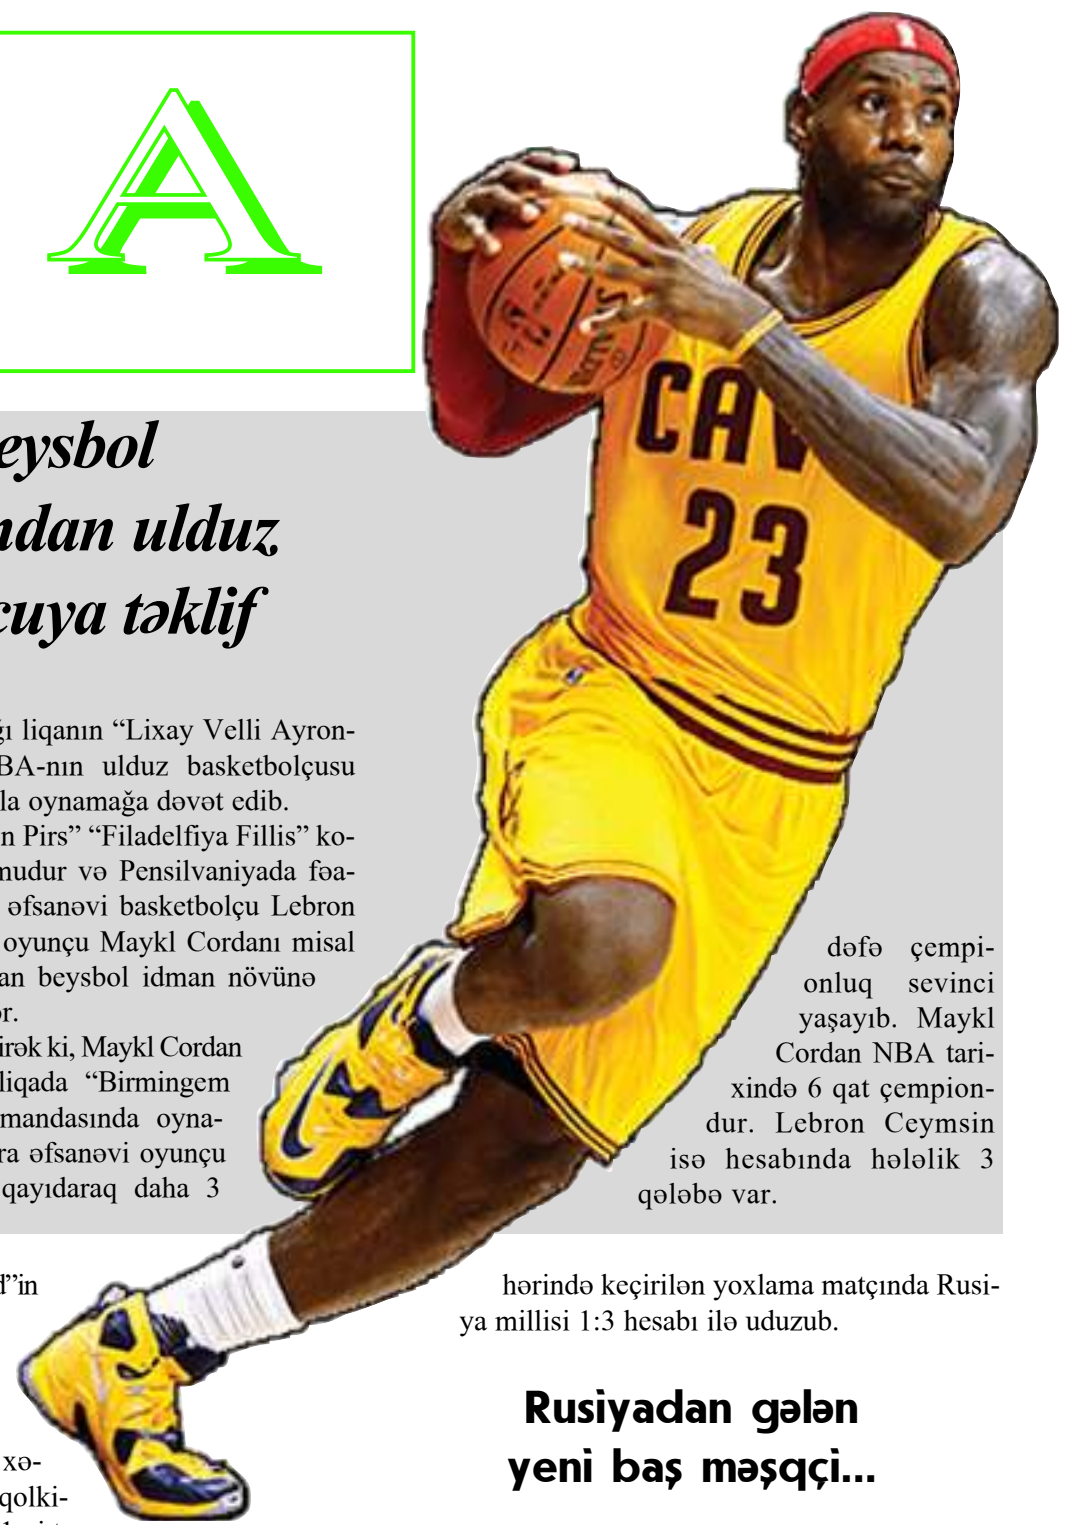 A
eysbol
ndan ulduz
cuya təklif
ğı liqanın “Lixay Velli Ayron-
BA-nın ulduz basketbolçusu
la oynamağa dəvət edib.
n Pirs” “Filadelfiya Fillis” ko-
mudur və Pensilvaniyada fəa-
əfsanəvi basketbolçu Lebron
oyunçu Maykl Cordanı misal
an beysbol idman növünə
or.
irək ki, Maykl Cordan
liqada “Birmingem
mandasında oyna-
ra əfsanəvi oyunçu
qayıdaraq daha 3
dəfə çempi-
onluq sevinci
yaşayıb. Maykl
Cordan NBA tari-
xində 6 qat çempion-
dur. Lebron Ceymsin
isə hesabında hələlik 3
qələbə var.
CAV
23
d”in
xə-
qolki-
hərində keçirilən yoxlama matçında Rusi-
ya millisi 1:3 hesabı ilə uduzub.
Rusiyadan gələn
yeni baş məşqçi...